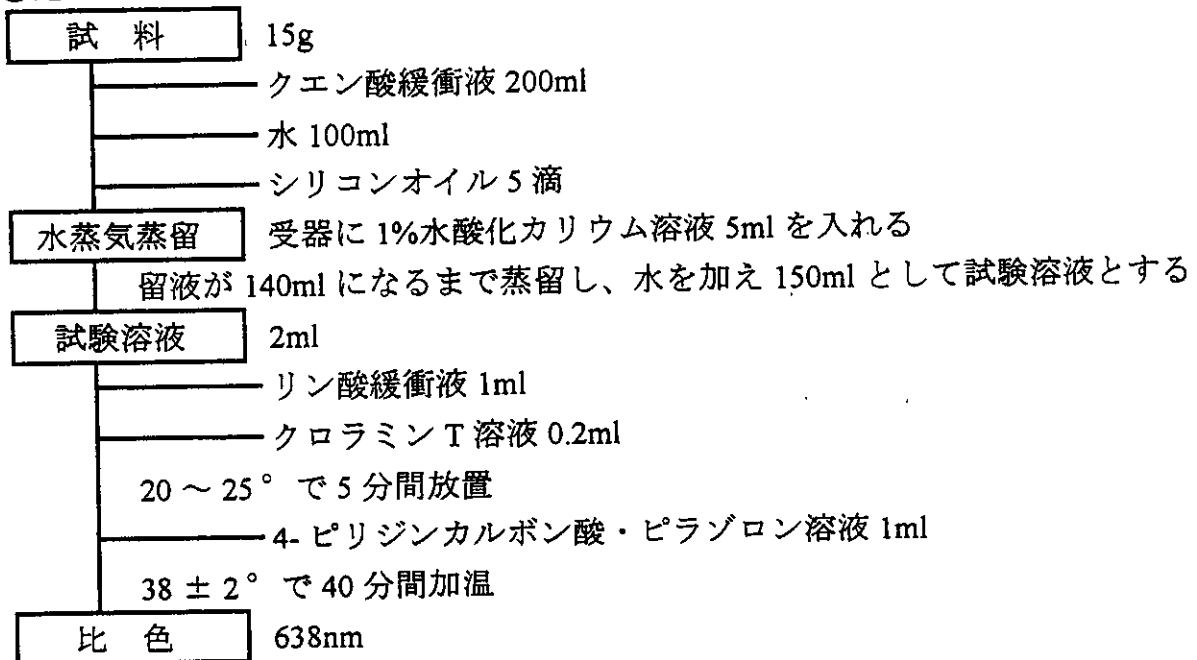 試 料 15g
クエン酸緩衝液 200ml
水 100ml
シリコンオイル 5 滴
水蒸気蒸留 受器に 1%水酸化カリウム溶液 5ml を入れる
留液が 140ml になるまで蒸留し、水を加え 150ml として試験溶液とする
試験溶液 2ml
リン酸緩衝液 1ml
クロラミン T 溶液 0.2ml
20 ～ 25 ° で 5 分間放置
4- ピリジンカルボン酸・ピラゾロン溶液 1ml
38 ± 2 ° で 40 分間加温
比 色 638nm